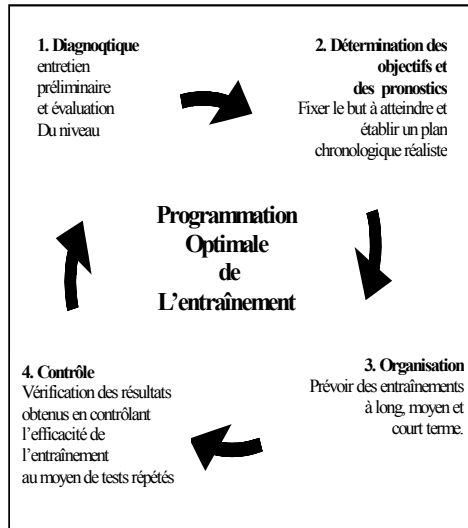 1. Diagnoqtique
entretien
préliminaire
et évaluation
Du niveau
2. Détermination des
objectifs et
des pronostics
Fixer le but à atteindre et
établir un plan
chronologique réaliste
Programmation
Optimale
de
L'entraînement
3. Organisation
Prévoir des entraînements
à long, moyen et
court terme.
4. Contrôle
Vérification des résultats
obtenus en contrôlant
l'efficacité de
l'entraînement
au moyen de tests répétés